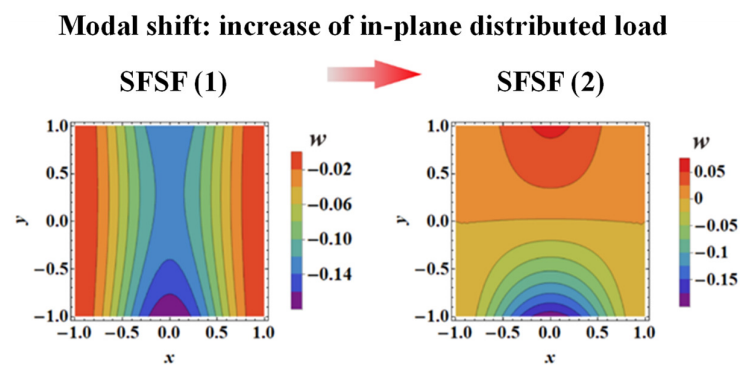 Modal shift: increase of in-plane distributed load
SFSF (1)
SFSF (2)
1.0
0.5
0.0
−0.5
−1.0
y
−1.0 −0.5 0.0 0.5 1.0
x
w
−0.02
−0.06
−0.10
−0.14
1.0
0.5
0.0
−0.5
−1.0
y
−1.0 −0.5 0.0 0.5 1.0
x
w
0.05
0
−0.05
−0.1
−0.15